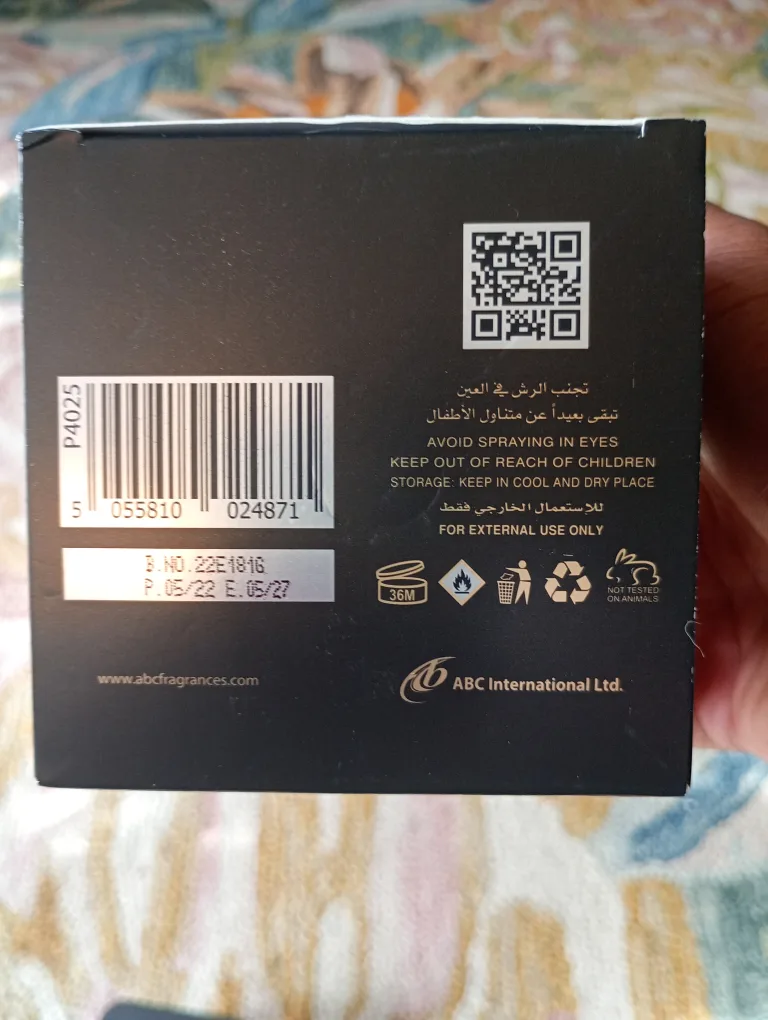 P4025
5 055810 024871
B.NO.22E181G
P.05/22 E.05/27
www.abcfragrances.com
تجنب الرش في العين
تبقى بعيداً عن متناول الأطفال
AVOID SPRAYING IN EYES
KEEP OUT OF REACH OF CHILDREN
STORAGE: KEEP IN COOL AND DRY PLACE
للإستعمال الخارجي فقط
FOR EXTERNAL USE ONLY
36M
NOT TESTED
ON ANIMALS
ABC International Ltd.